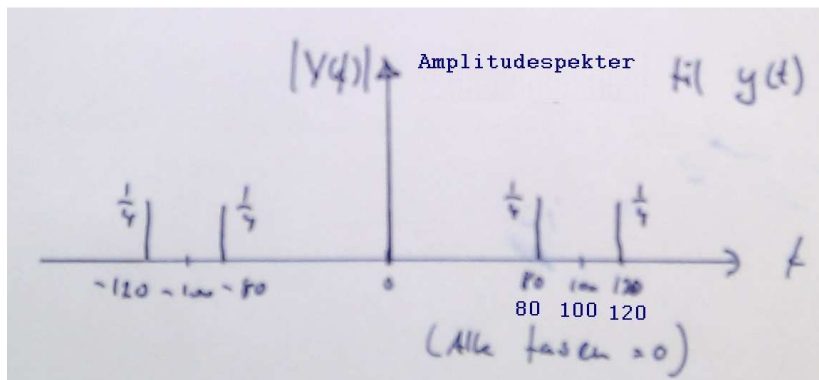 |Y(f)| Amplitudespekter til y(t)
1/4 1/4 1/4 1/4
-120 -100 -80 0 80 100 120 f
80 100 120
(Alle faser = 0)